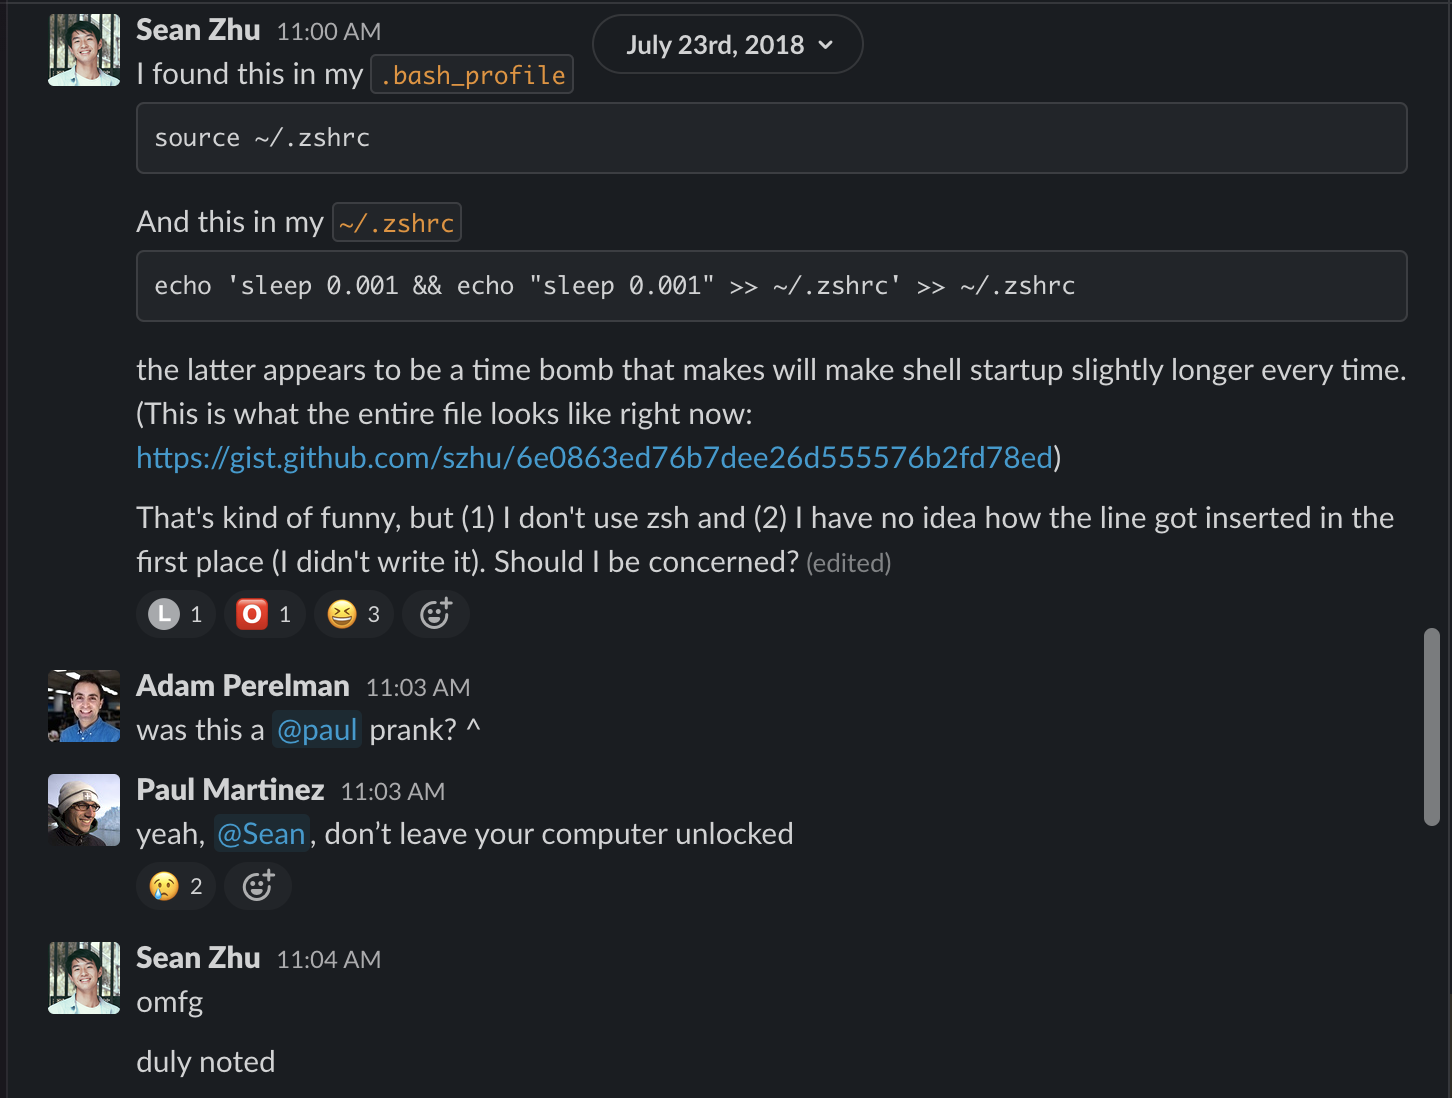 Sean Zhu 11:00 AM
July 23rd, 2018
I found this in my .bash_profile
source ~/.zshrc
And this in my ~/.zshrc
echo 'sleep 0.001 && echo "sleep 0.001" >> ~/.zshrc' >> ~/.zshrc
the latter appears to be a time bomb that makes will make shell startup slightly longer every time.
(This is what the entire file looks like right now:
https://gist.github.com/szhu/6e0863ed76b7dee26d555576b2fd78ed)
That's kind of funny, but (1) I don't use zsh and (2) I have no idea how the line got inserted in the
first place (I didn't write it). Should I be concerned? (edited)
L 1 O 1 3
Adam Perelman 11:03 AM
was this a @paul prank? ^
Paul Martinez 11:03 AM
yeah, @Sean, don’t leave your computer unlocked
2
Sean Zhu 11:04 AM
omfg
duly noted